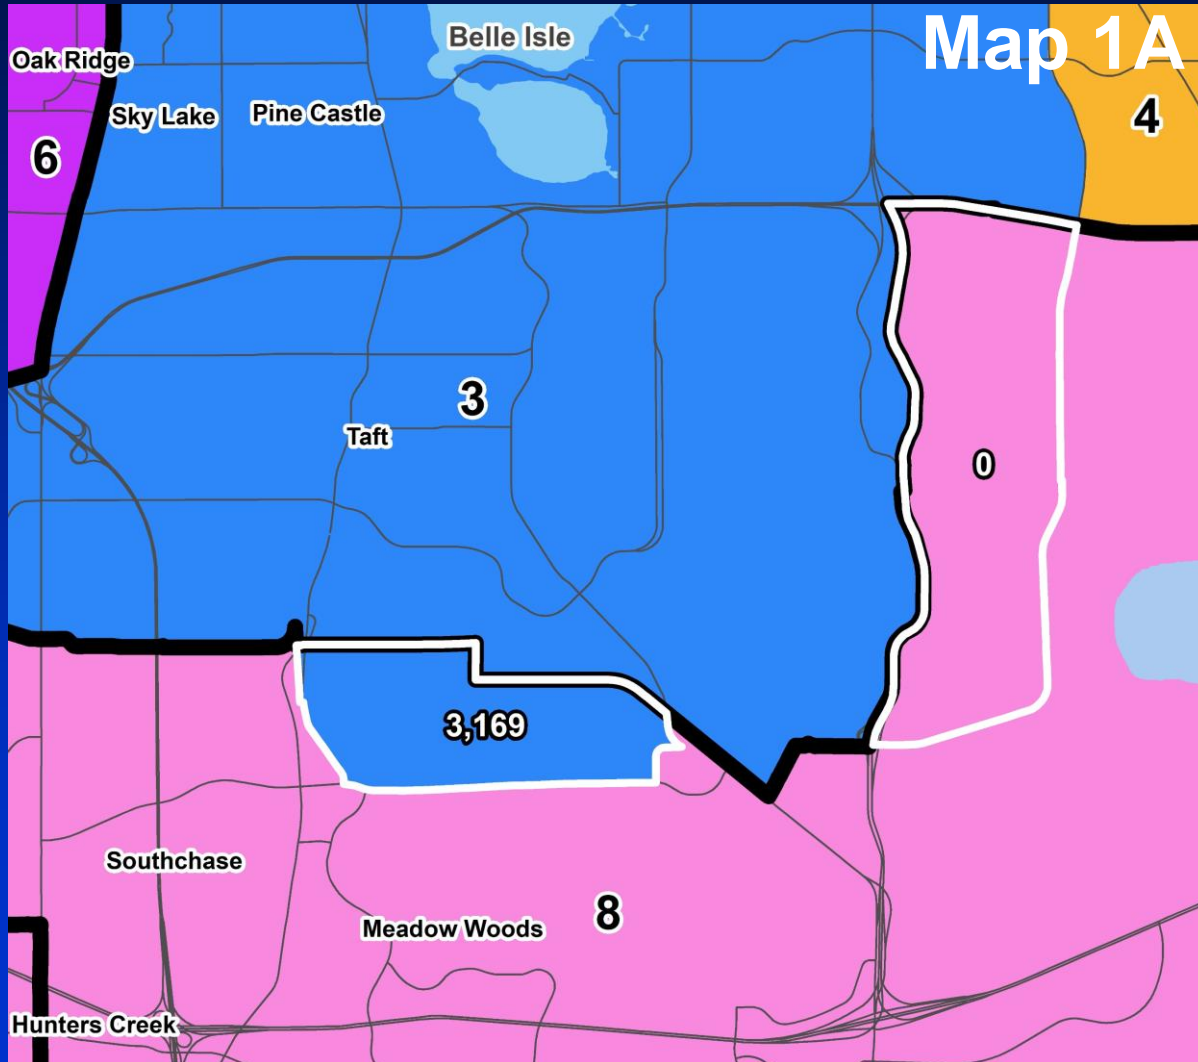 Map 1A
Belle Isle
Oak Ridge
Sky Lake
Pine Castle
4
6
3
Taft
0
3,169
Southchase
8
Meadow Woods
Hunters Creek